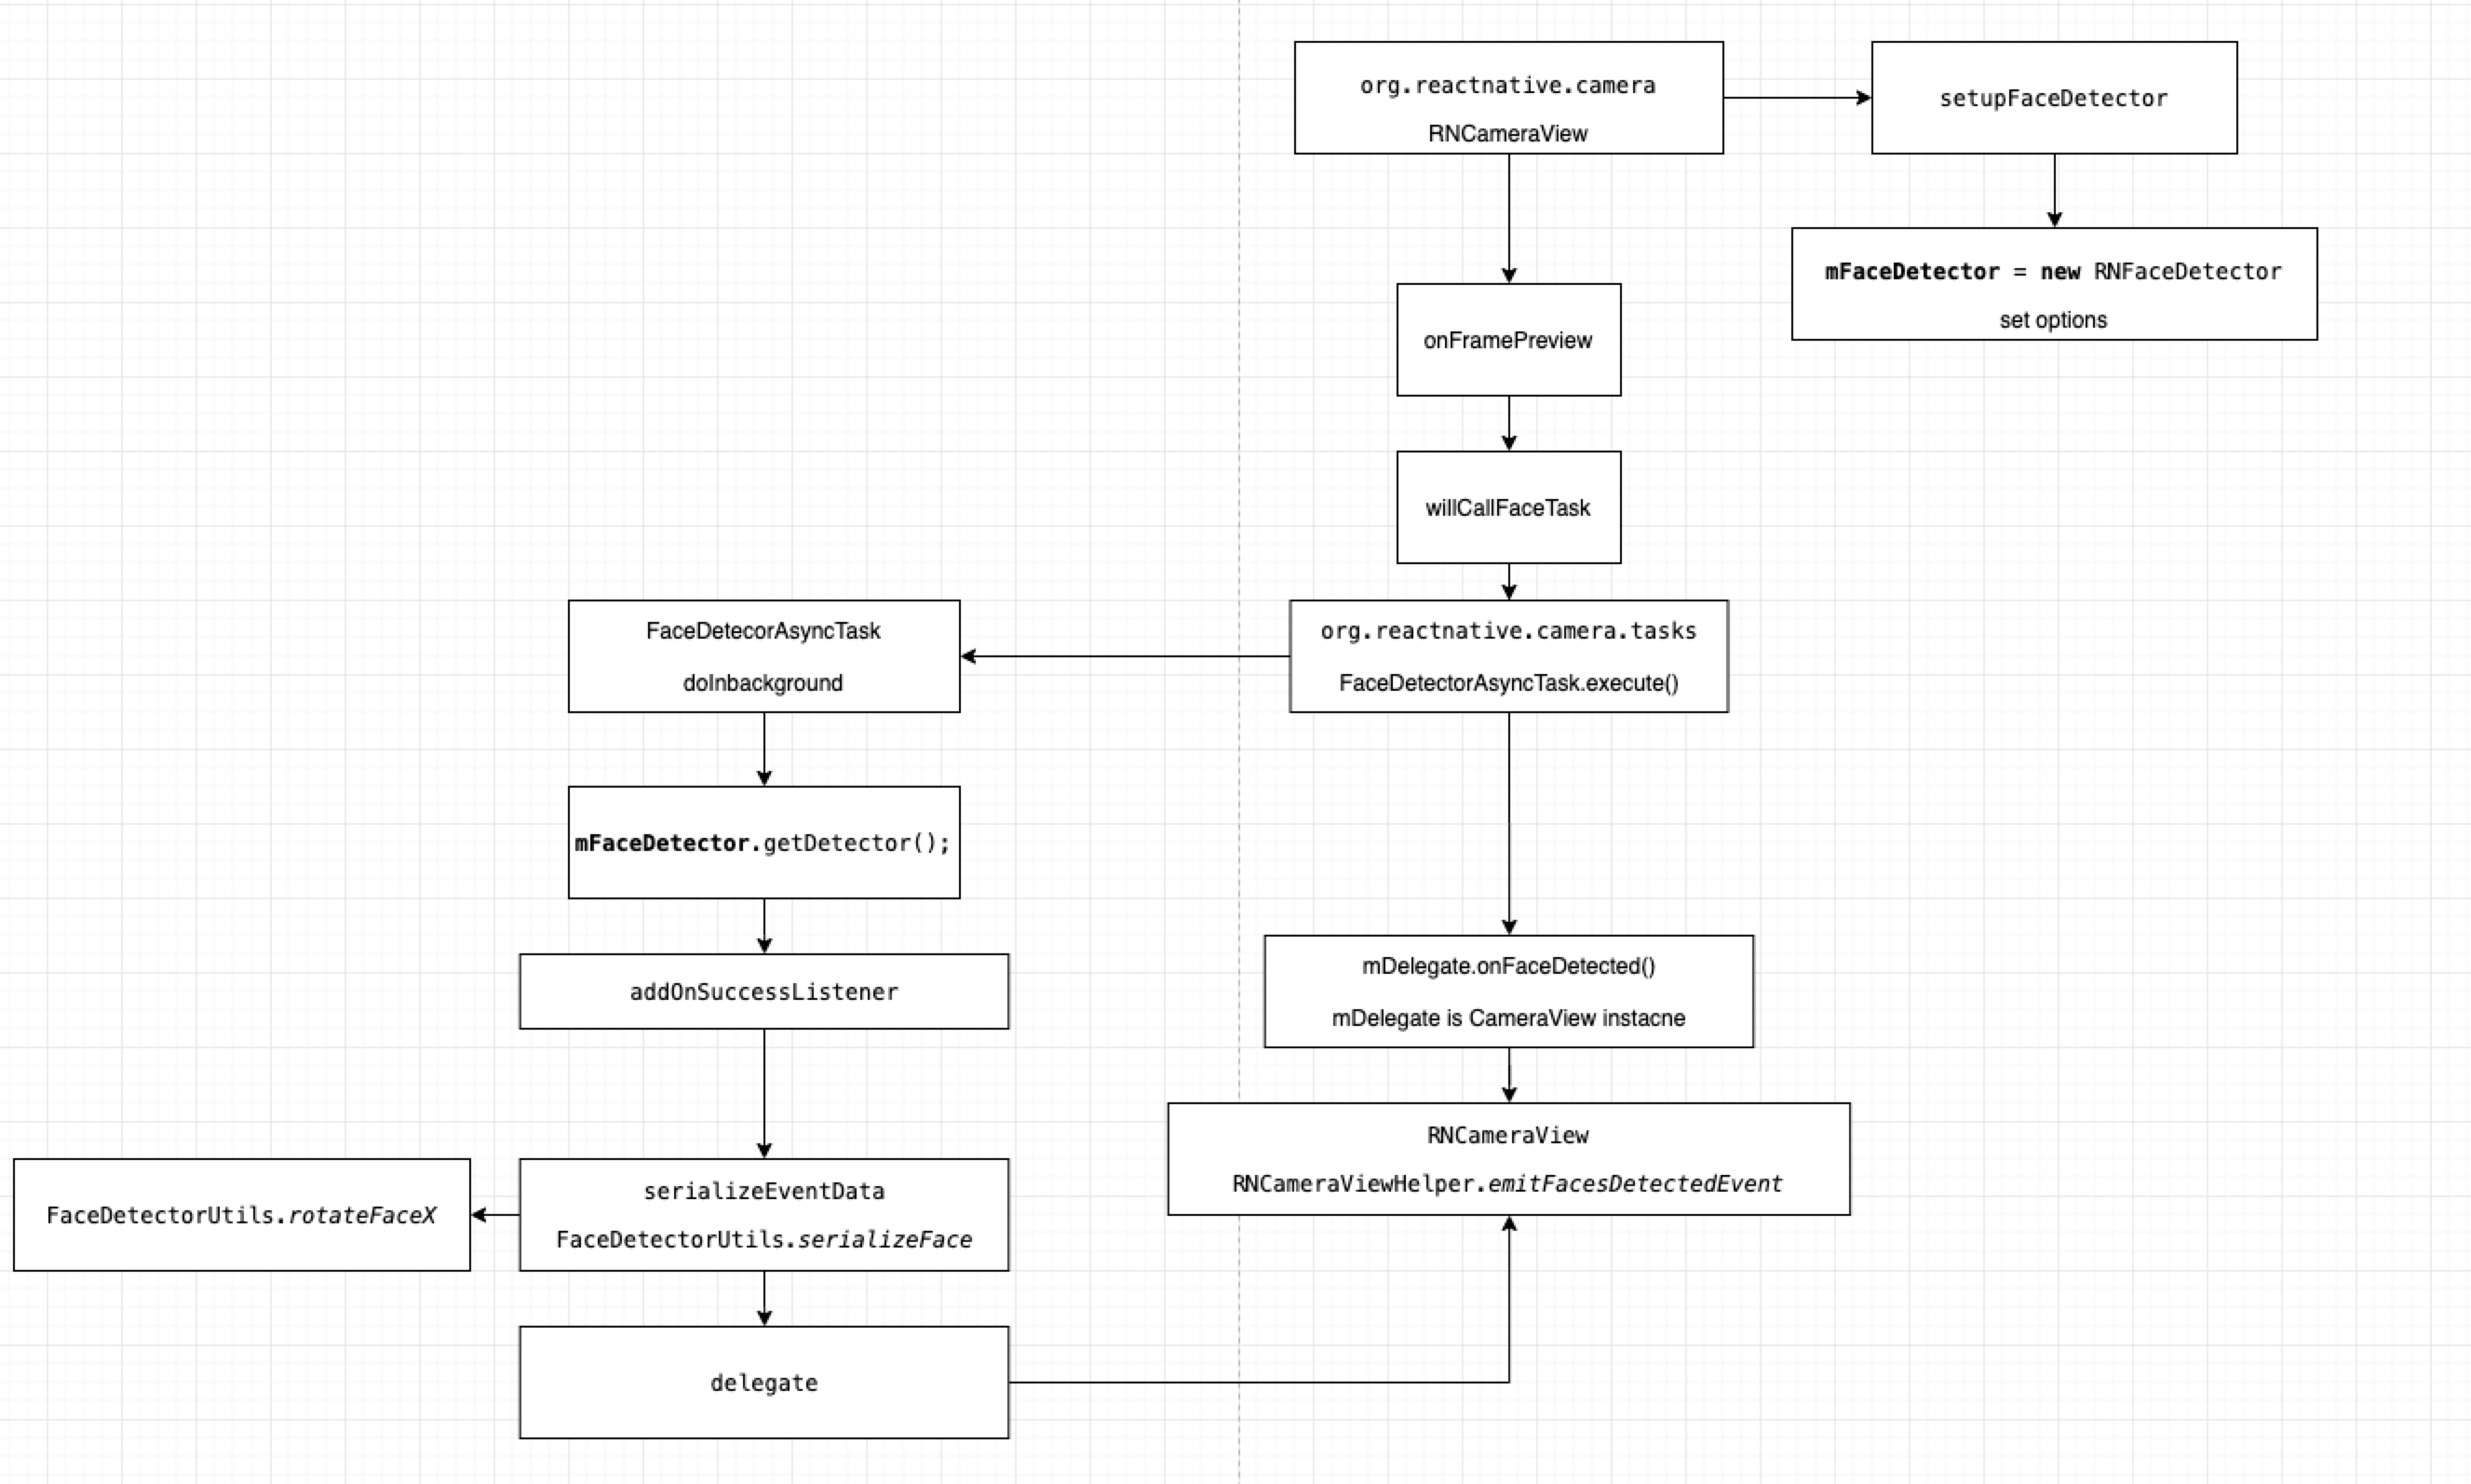 org.reactnative.camera
RNCameraView
setupFaceDetector
mFaceDetector = new RNFaceDetector
set options
onFramePreview
willCallFaceTask
org.reactnative.camera.tasks
FaceDetectorAsyncTask.execute()
FaceDetecorAsyncTask
doInbackground
mFaceDetector.getDetector();
addOnSuccessListener
mDelegate.onFaceDetected()
mDelegate is CameraView instacne
RNCameraView
RNCameraViewHelper.emitFacesDetectedEvent
serializeEventData
FaceDetectorUtils.serializeFace
FaceDetectorUtils.rotateFaceX
delegate